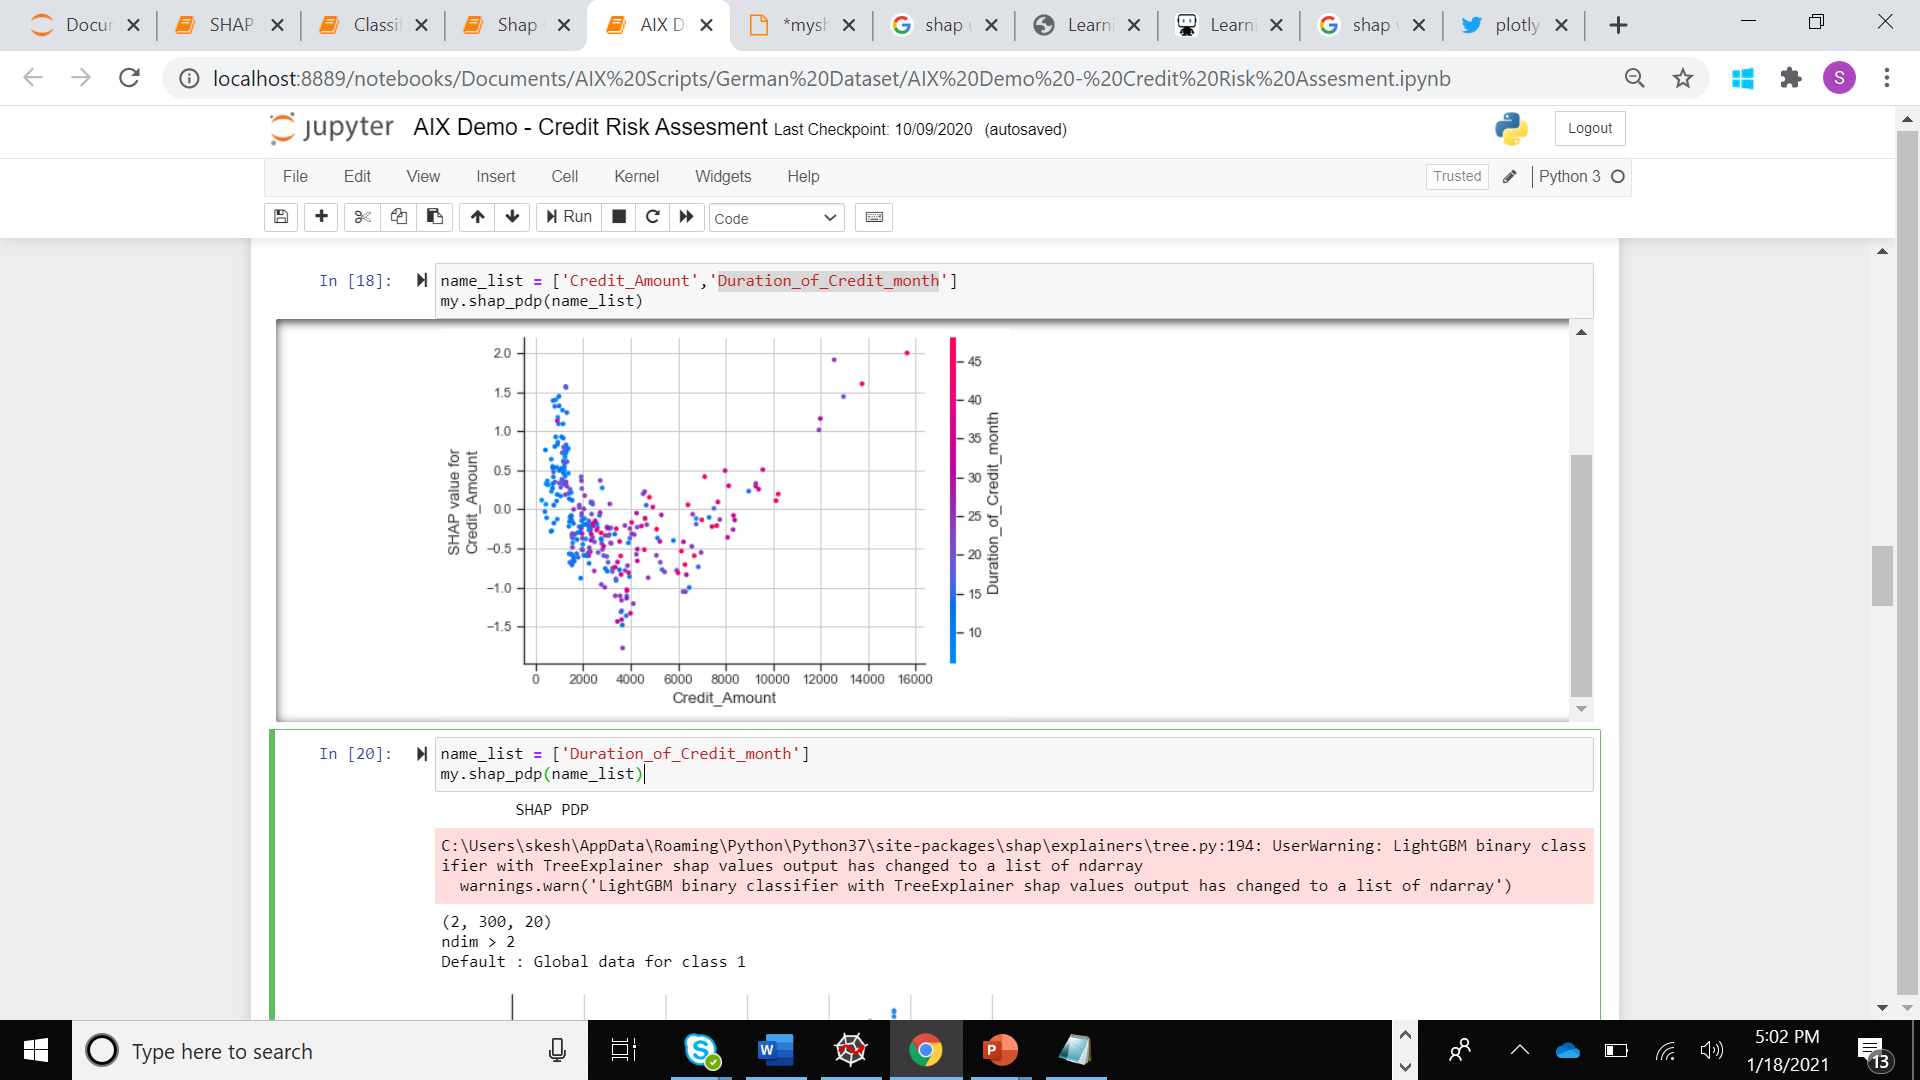 Docur
SHAP
Classif
Shap
AIX D
*mysh
shap u
Learni
Learni
shap v
plotly
localhost:8889/notebooks/Documents/AIX%20Scripts/German%20Dataset/AIX%20Demo%20-%20Credit%20Risk%20Assesment.ipynb
S
jupyter AIX Demo - Credit Risk Assesment Last Checkpoint: 10/09/2020 (autosaved)
Logout
File Edit View Insert Cell Kernel Widgets Help
Trusted
Python 3
Run
Code
In [18]:
name_list = ['Credit_Amount','Duration_of_Credit_month']
my.shap_pdp(name_list)
2.0
1.5
1.0
0.5
0.0
−0.5
−1.0
−1.5
SHAP value for
Credit_Amount
0 2000 4000 6000 8000 10000 12000 14000 16000
Credit_Amount
45
40
35
30
25
20
15
10
Duration_of_Credit_month
In [20]:
name_list = ['Duration_of_Credit_month']
my.shap_pdp(name_list)
SHAP PDP
C:\Users\skesh\AppData\Roaming\Python\Python37\site-packages\shap\explainers\tree.py:194: UserWarning: LightGBM binary class
ifier with TreeExplainer shap values output has changed to a list of ndarray
warnings.warn('LightGBM binary classifier with TreeExplainer shap values output has changed to a list of ndarray')
(2, 300, 20)
ndim > 2
Default : Global data for class 1
Type here to search
5:02 PM
1/18/2021
13